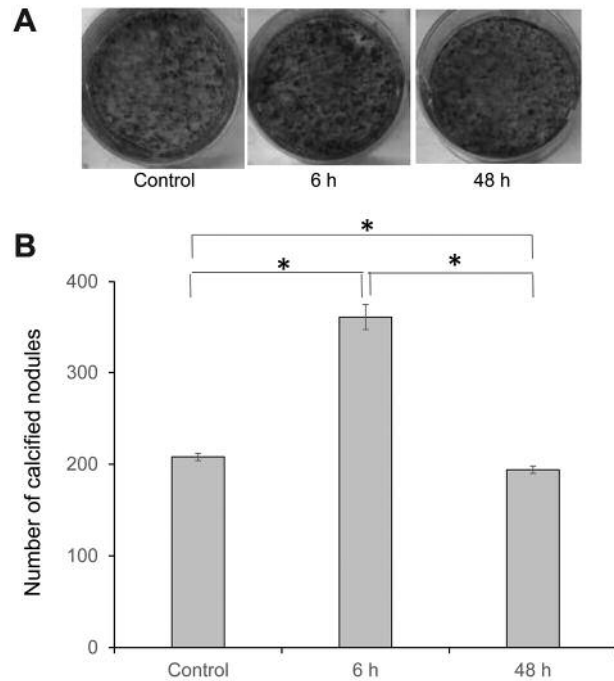 A
Control 6 h 48 h
B
*
* *
400
300
200
100
0
Number of calcified nodules
Control 6 h 48 h